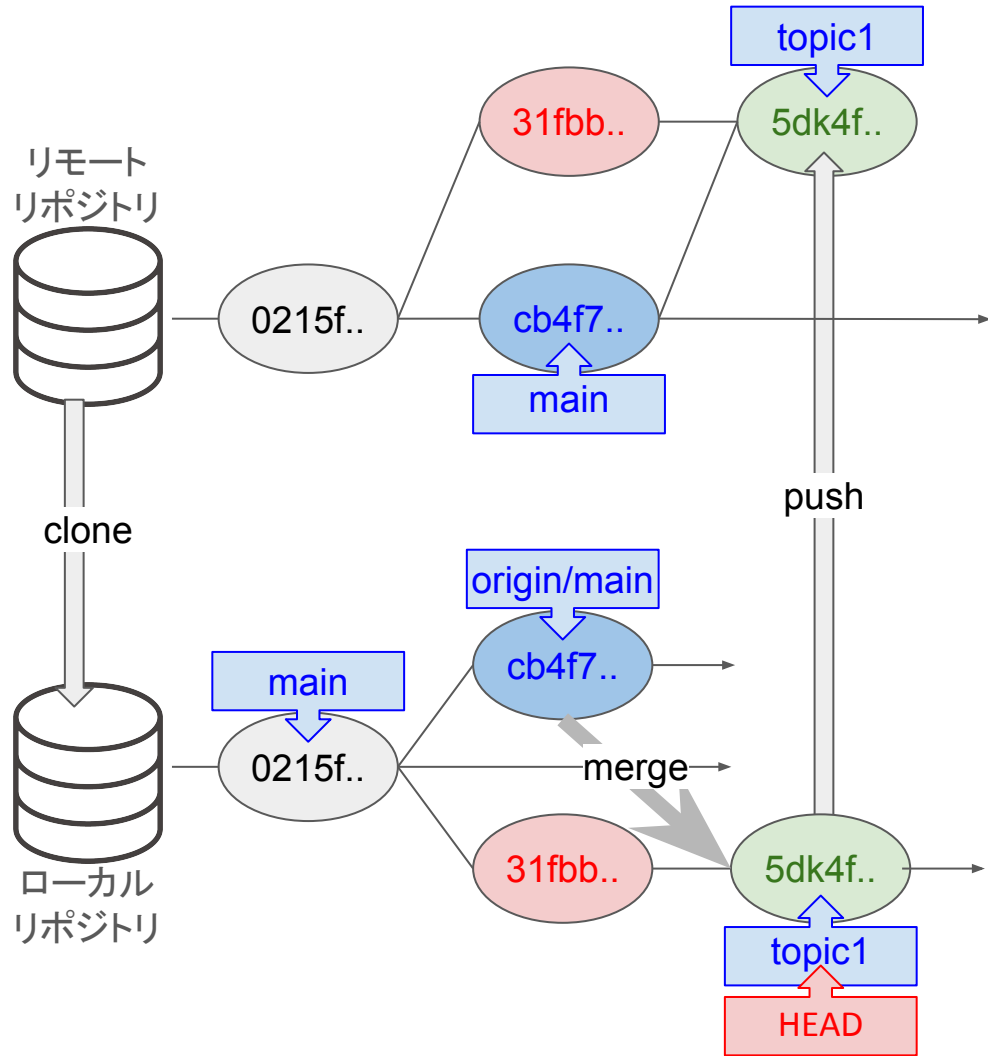 topic1
31fbb..
5dk4f..
リモート
リポジトリ
0215f..
cb4f7..
main
clone
push
origin/main
main
cb4f7..
0215f..
merge
31fbb..
5dk4f..
ローカル
リポジトリ
topic1
HEAD